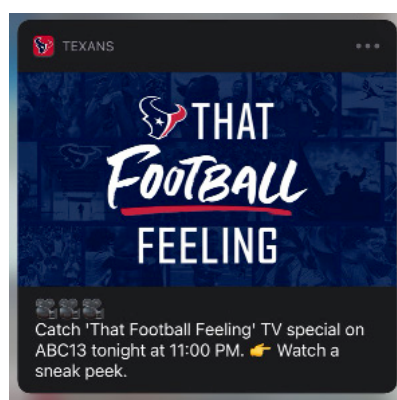 TEXANS
THAT
FOOTBALL
FEELING
🎥🎥🎥
Catch 'That Football Feeling' TV special on
ABC13 tonight at 11:00 PM. 👉 Watch a
sneak peek.